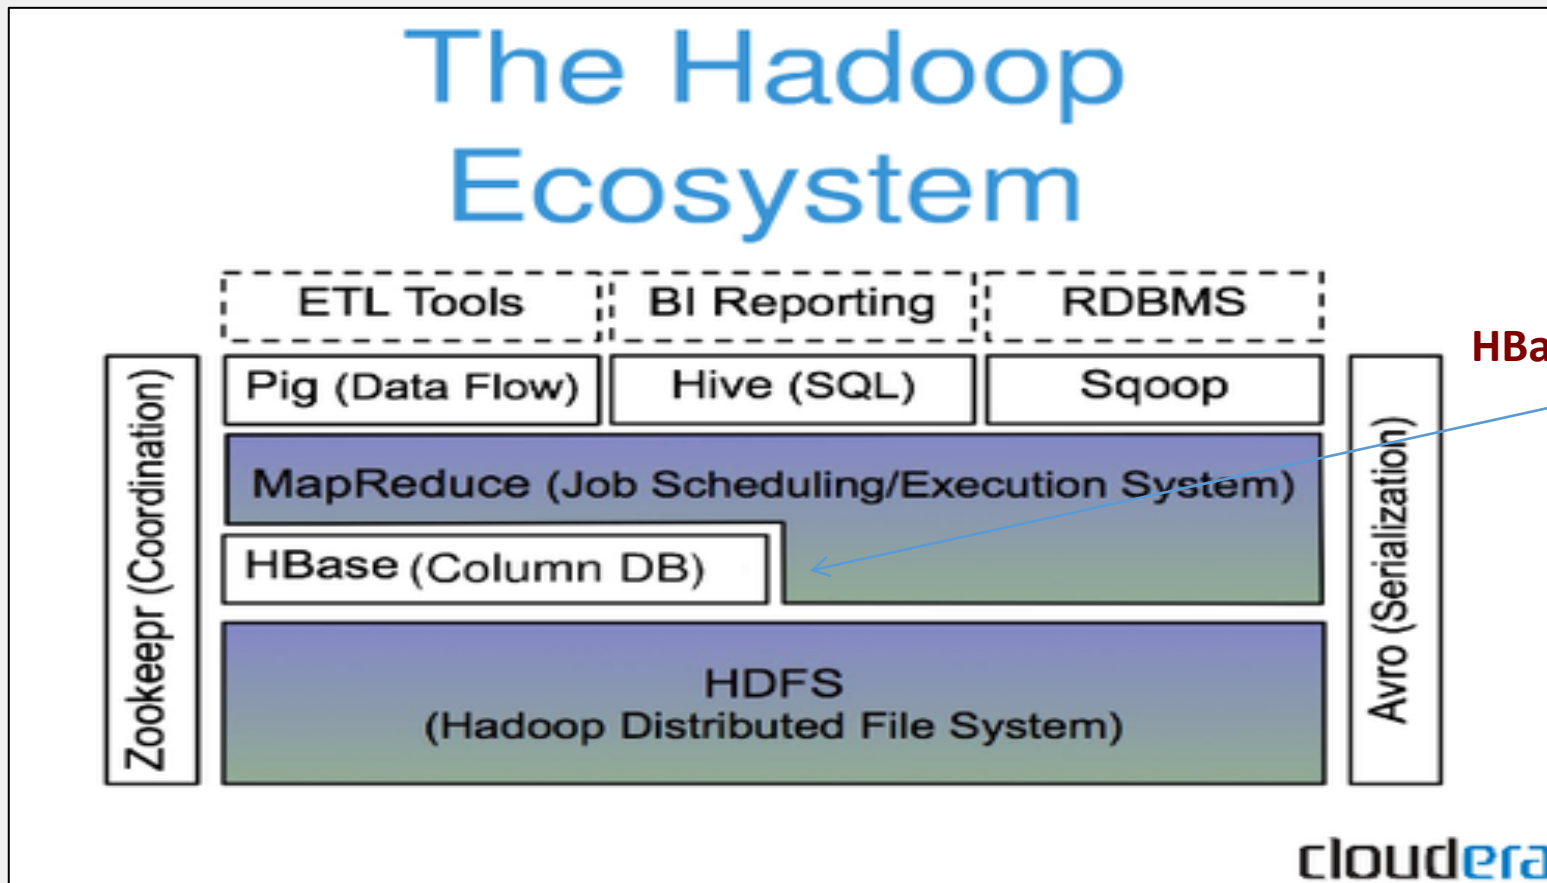 The Hadoop
Ecosystem
ETL Tools
BI Reporting
RDBMS
HBa
Pig (Data Flow)
Hive (SQL)
Sqoop
Zookeepr (Coordination)
MapReduce (Job Scheduling/Execution System)
HBase (Column DB)
Avro (Serialization)
HDFS
(Hadoop Distributed File System)
cloudera